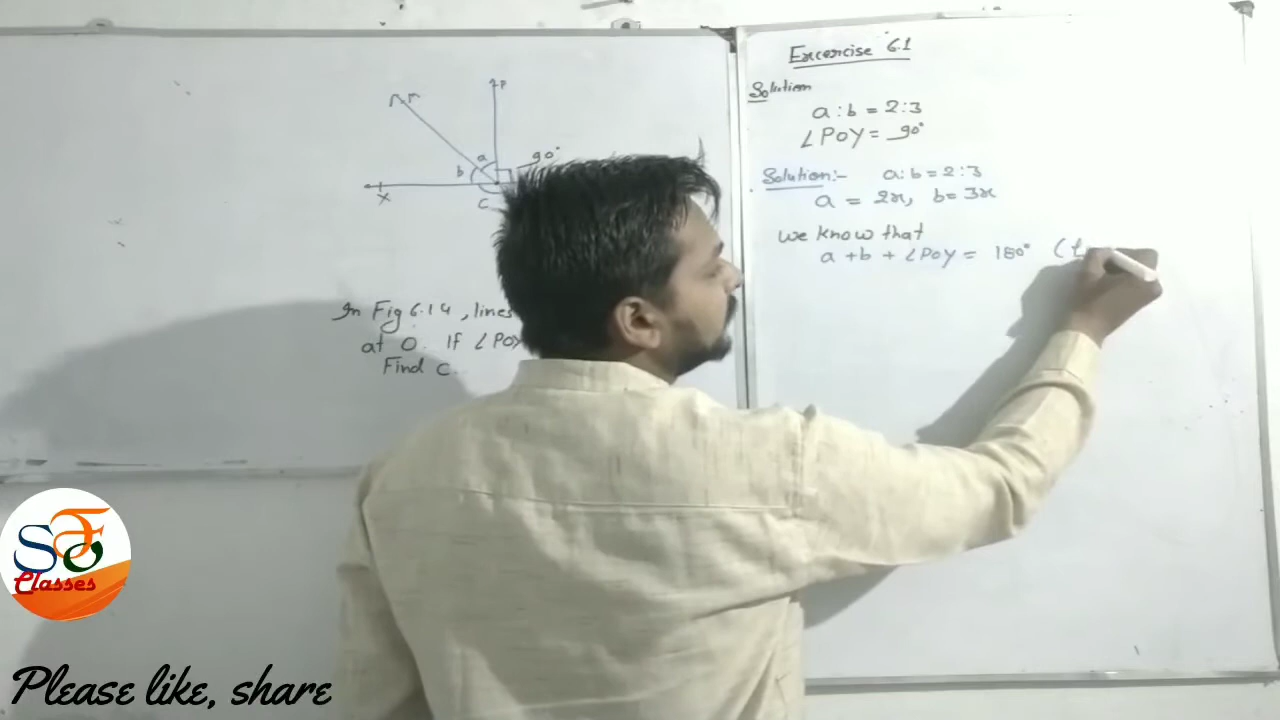 P
M
a
90°
b
X
C
In Fig 6.14, lines
at O. If ∠POY
Find C.
Excercise 6.1
Solution
a : b = 2:3
∠POY = 90°
Solution:- a:b = 2:3
a = 2x, b = 3x
we know that
a + b + ∠POY = 180° (
SFC
Classes
Please like, share